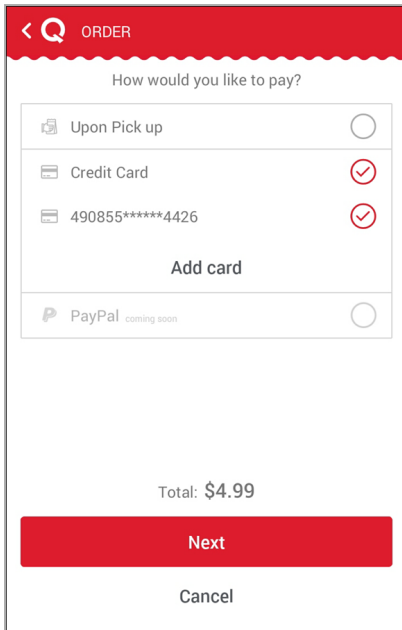 Q ORDER
How would you like to pay?
Upon Pick up
Credit Card
490855******4426
Add card
PayPal coming soon
Total: $4.99
Next
Cancel